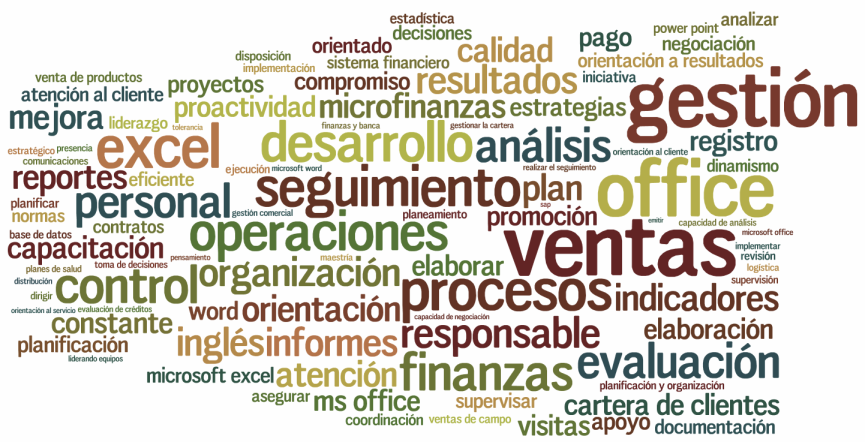 estadística
decisiones
orientado
calidad
pago
power point
analizar
negociación
disposición
implementación
sistema financiero
orientación a resultados
venta de productos
proyectos
compromiso
resultados
iniciativa
gestión
atención al cliente
proactividad
microfinanzas
estrategias
mejora
liderazgo
tolerancia
finanzas y banca
gestionar la cartera
estratégico
presencia
excel
desarrollo
análisis
orientación al cliente
registro
comunicaciones
ejecución
microsoft word
realizar el seguimiento
dinamismo
reportes
eficiente
seguimiento
plan
office
planificar
personal
sap
normas
gestión comercial
planeamiento
promoción
emitir
capacidad de análisis
contratos
base de datos
operaciones
ventas
microsoft office
capacitación
implementar
pensamiento
maestria
revisión
toma de decisiones
planes de salud
organización
elaborar
logística
distribución
control
procesos
indicadores
supervisión
dirigir
orientación al servicio
evaluación de créditos
word
orientación
capacidad de negociación
constante
responsable
elaboración
planificación
inglés
informes
liderando equipos
evaluación
microsoft excel
atención
finanzas
planificación y organización
asegurar
ms office
supervisar
cartera de clientes
coordinación
ventas de campo
visitas
apoyo
documentación